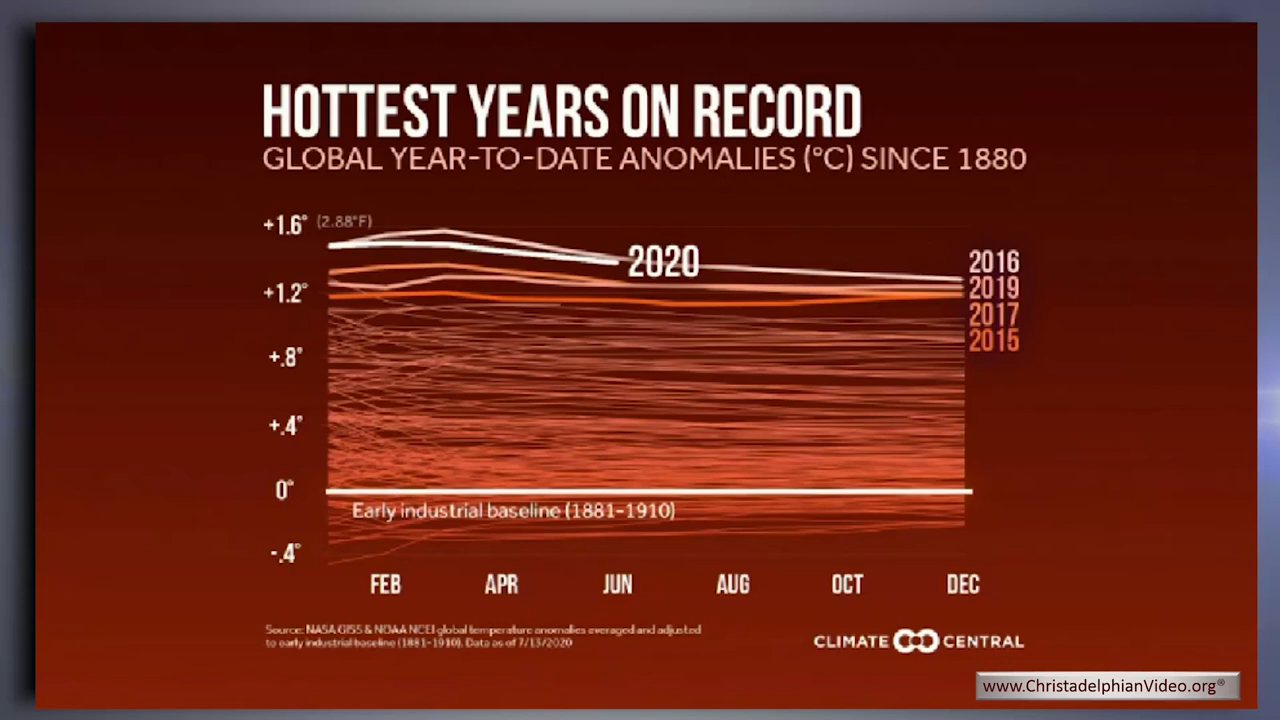 HOTTEST YEARS ON RECORD
GLOBAL YEAR-TO-DATE ANOMALIES (°C) SINCE 1880
+1.6° (2.88°F)
+1.2°
+.8°
+.4°
0°
-.4°
2020
2016
2019
2017
2015
Early industrial baseline (1881-1910)
FEB APR JUN AUG OCT DEC
Source: NASA GISS & NOAA NCEI global temperature anomalies averaged and adjusted
to early industrial baseline (1881-1910). Data as of 7/13/2020
CLIMATE CENTRAL
www.ChristadelphianVideo.org®